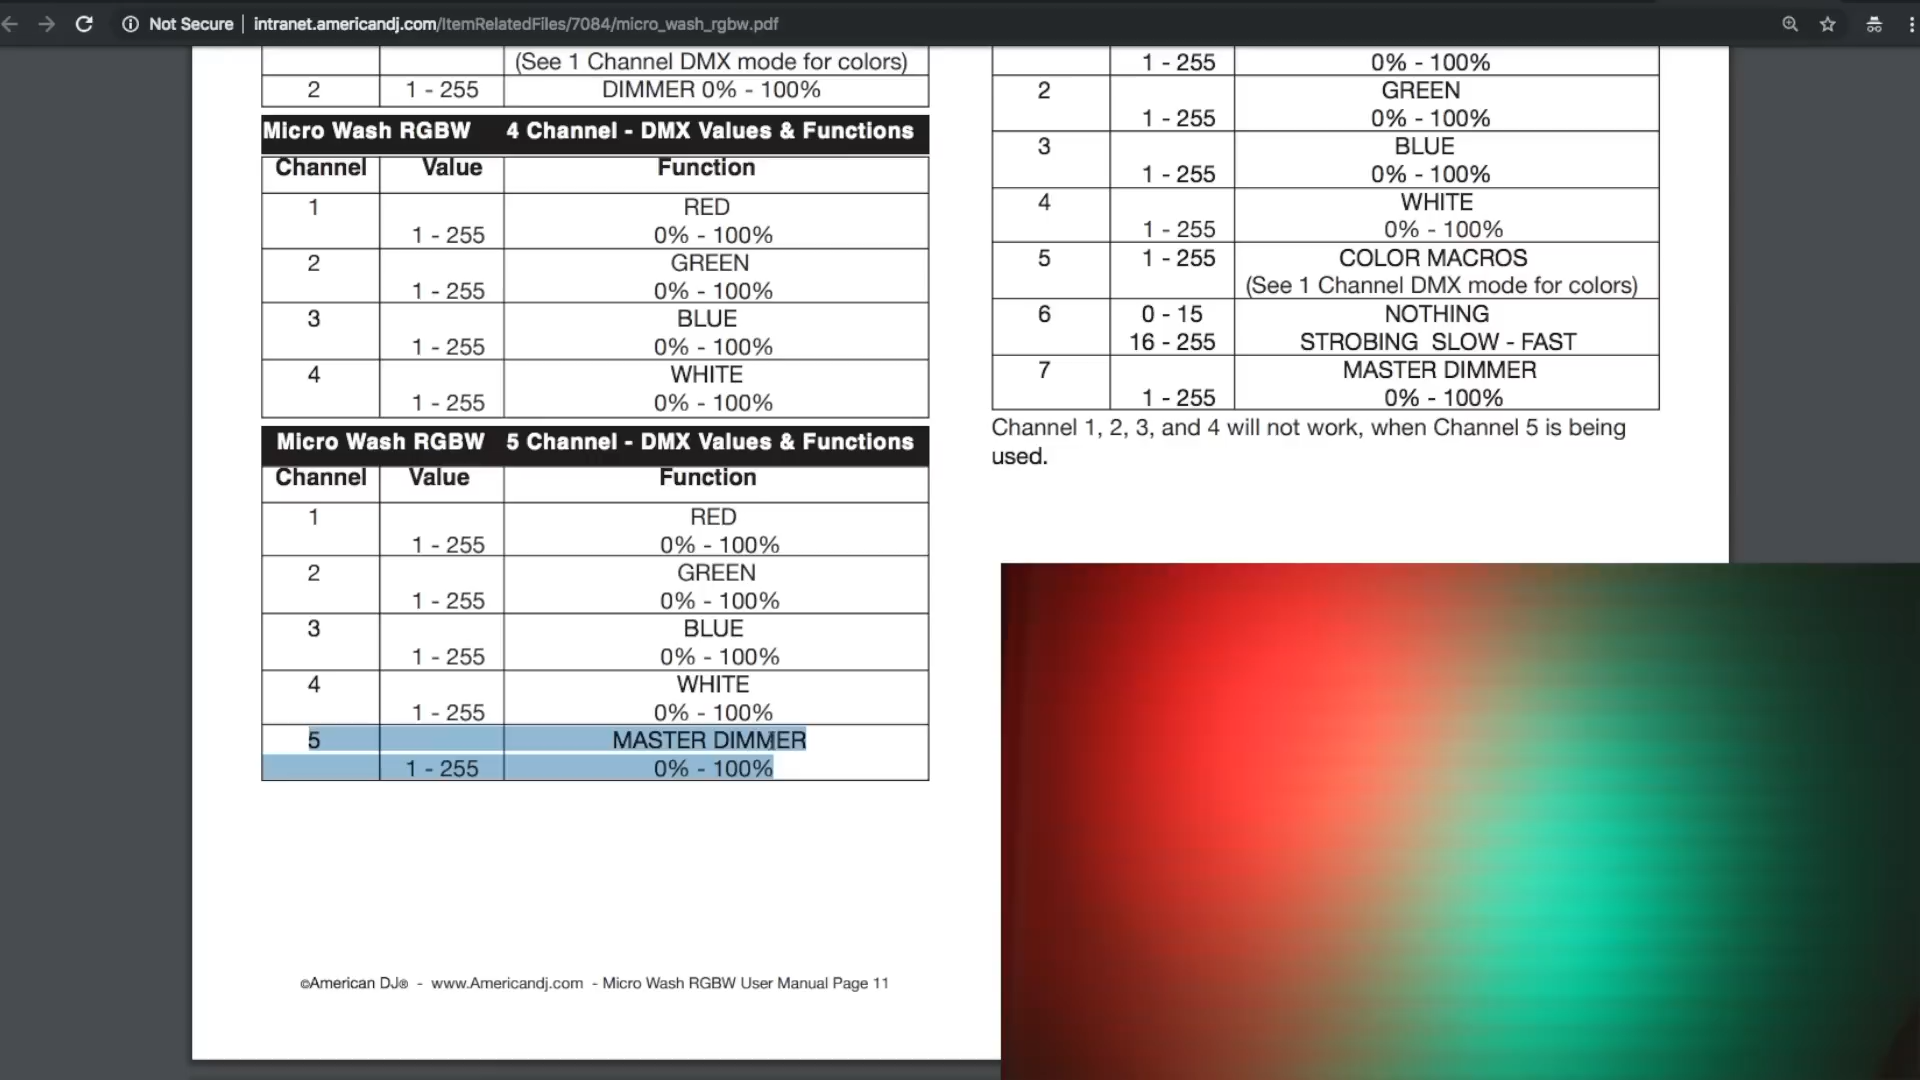 Not Secure | intranet.americandj.com/ItemRelatedFiles/7084/micro_wash_rgbw.pdf
(See 1 Channel DMX mode for colors)
2 1 - 255 DIMMER 0% - 100%
Micro Wash RGBW 4 Channel - DMX Values & Functions
Channel Value Function
1 RED
1 - 255 0% - 100%
2 GREEN
1 - 255 0% - 100%
3 BLUE
1 - 255 0% - 100%
4 WHITE
1 - 255 0% - 100%
Micro Wash RGBW 5 Channel - DMX Values & Functions
Channel Value Function
1 RED
1 - 255 0% - 100%
2 GREEN
1 - 255 0% - 100%
3 BLUE
1 - 255 0% - 100%
4 WHITE
1 - 255 0% - 100%
5 MASTER DIMMER
1 - 255 0% - 100%
©American DJ® - www.Americandj.com - Micro Wash RGBW User Manual Page 11
1 - 255 0% - 100%
2 GREEN
1 - 255 0% - 100%
3 BLUE
1 - 255 0% - 100%
4 WHITE
1 - 255 0% - 100%
5 1 - 255 COLOR MACROS
(See 1 Channel DMX mode for colors)
6 0 - 15 NOTHING
16 - 255 STROBING SLOW - FAST
7 MASTER DIMMER
1 - 255 0% - 100%
Channel 1, 2, 3, and 4 will not work, when Channel 5 is being
used.